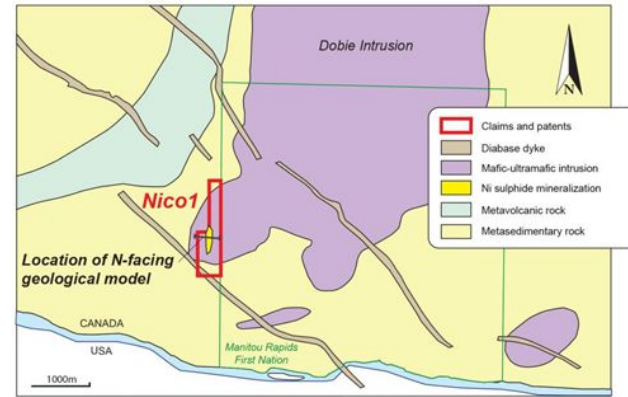 Dobie Intrusion
N
Claims and patents
Diabase dyke
Mafic-ultramafic intrusion
Ni sulphide mineralization
Metavolcanic rock
Metasedimentary rock
Nico1
Location of N-facing
geological model
CANADA
USA
Manitou Rapids
First Nation
1000m